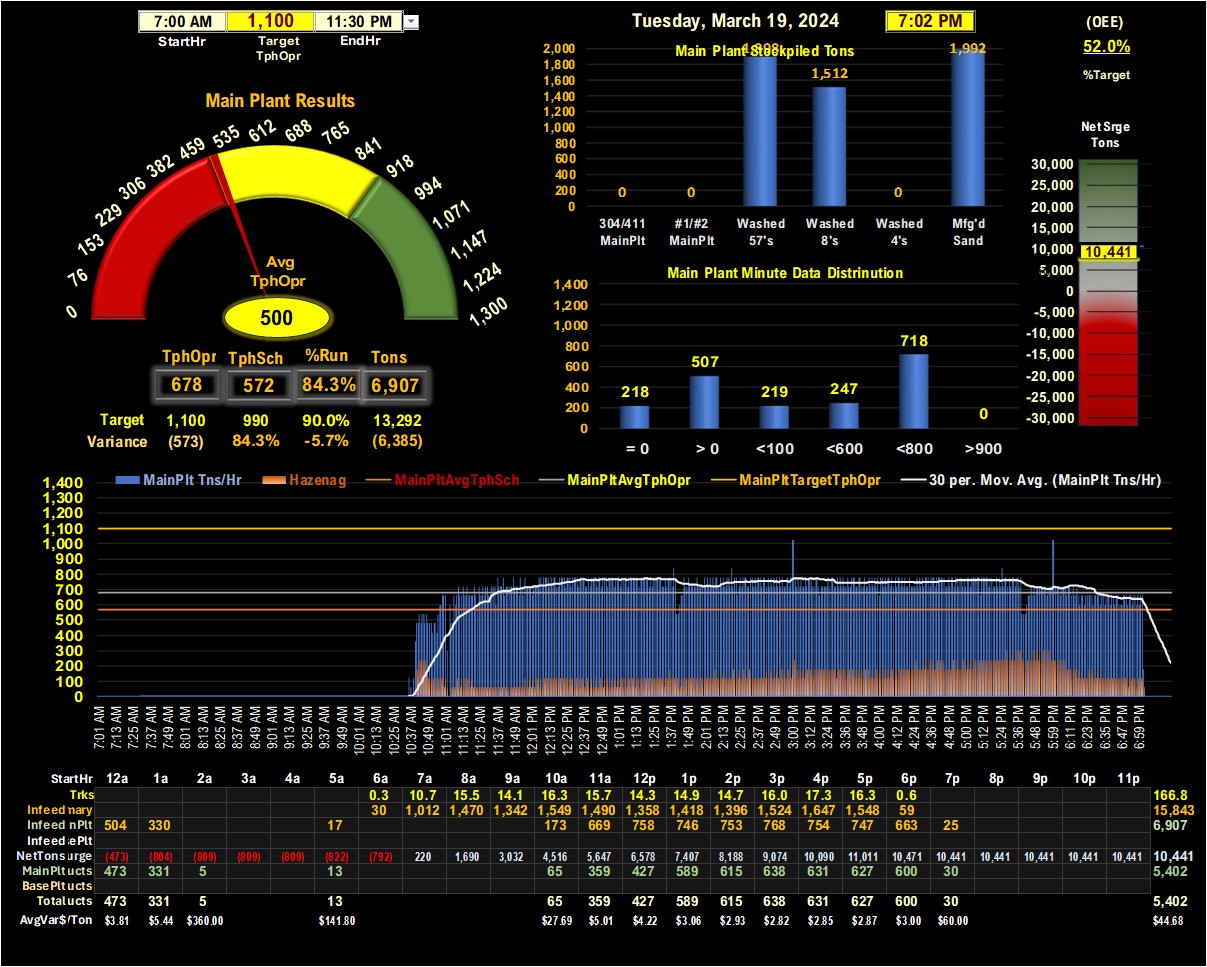 7:00 AM 1,100 11:30 PM
StartHr Target TphOpr EndHr
Tuesday, March 19, 2024 7:02 PM
(OEE)
52.0%
%Target
Main Plant Results
0 76 153 229 306 382 459 535 612 688 765 841 918 994 1,071 1,147 1,224 1,300
Avg
TphOpr
500
TphOpr TphSch %Run Tons
678 572 84.3% 6,907
Target 1,100 990 90.0% 13,292
Variance (573) 84.3% -5.7% (6,385)
Main Plant Stockpiled Tons
2,000
1,800
1,600
1,400
1,200
1,000
800
600
400
200
0
0 0 1,512 0 1,992
304/411 MainPlt
#1/#2 MainPlt
Washed 57's
Washed 8's
Washed 4's
Mfg'd Sand
Main Plant Minute Data Distrinution
1,400
1,200
1,000
800
600
400
200
0
218 507 219 247 718 0
= 0 > 0 <100 <600 <800 >900
Net Srge
Tons
30,000
25,000
20,000
15,000
10,000
10,441
5,000
0
-5,000
-10,000
-15,000
-20,000
-25,000
-30,000
MainPlt Tns/Hr Hazenag MainPltAvgTphSch MainPltAvgTphOpr MainPltTargetTphOpr 30 per. Mov. Avg. (MainPlt Tns/Hr)
1,400
1,300
1,200
1,100
1,000
900
800
700
600
500
400
300
200
100
0
7:01 AM 7:13 AM 7:25 AM 7:37 AM 7:49 AM 8:01 AM 8:13 AM 8:25 AM 8:37 AM 8:49 AM 9:01 AM 9:13 AM 9:25 AM 9:37 AM 9:49 AM 10:01 AM 10:13 AM 10:25 AM 10:37 AM 10:49 AM 11:01 AM 11:13 AM 11:25 AM 11:37 AM 11:49 AM 12:01 PM 12:13 PM 12:25 PM 12:37 PM 12:49 PM 1:01 PM 1:13 PM 1:25 PM 1:37 PM 1:49 PM 2:01 PM 2:13 PM 2:25 PM 2:37 PM 2:49 PM 3:00 PM 3:12 PM 3:24 PM 3:36 PM 3:48 PM 4:00 PM 4:12 PM 4:24 PM 4:36 PM 4:48 PM 5:00 PM 5:12 PM 5:24 PM 5:36 PM 5:48 PM 5:59 PM 6:11 PM 6:23 PM 6:35 PM 6:47 PM 6:59 PM
StartHr 12a 1a 2a 3a 4a 5a 6a 7a 8a 9a 10a 11a 12p 1p 2p 3p 4p 5p 6p 7p 8p 9p 10p 11p
Trks 0.3 10.7 15.5 14.1 16.3 15.7 14.3 14.9 14.7 16.0 17.3 16.3 0.6 166.8
Infeed mary 30 1,012 1,470 1,342 1,549 1,490 1,358 1,418 1,396 1,524 1,647 1,548 59 15,843
Infeed nPlt 504 330 17 173 669 758 746 753 768 754 747 663 25 6,907
Infeed ePlt
NetTonsurge (473) (804) (809) (809) (809) (822) (792) 220 1,690 3,032 4,516 5,647 6,578 7,407 8,188 9,074 10,090 11,011 10,471 10,441 10,441 10,441 10,441 10,441 10,441
MainPlt ucts 473 331 5 13 65 359 427 589 615 638 631 627 600 30 5,402
BasePlt ucts
Total ucts 473 331 5 13 65 359 427 589 615 638 631 627 600 30 5,402
AvgVar$/Ton $3.81 $5.44 $360.00 $141.80 $27.69 $5.01 $4.22 $3.06 $2.93 $2.82 $2.85 $2.87 $3.00 $60.00 $44.68